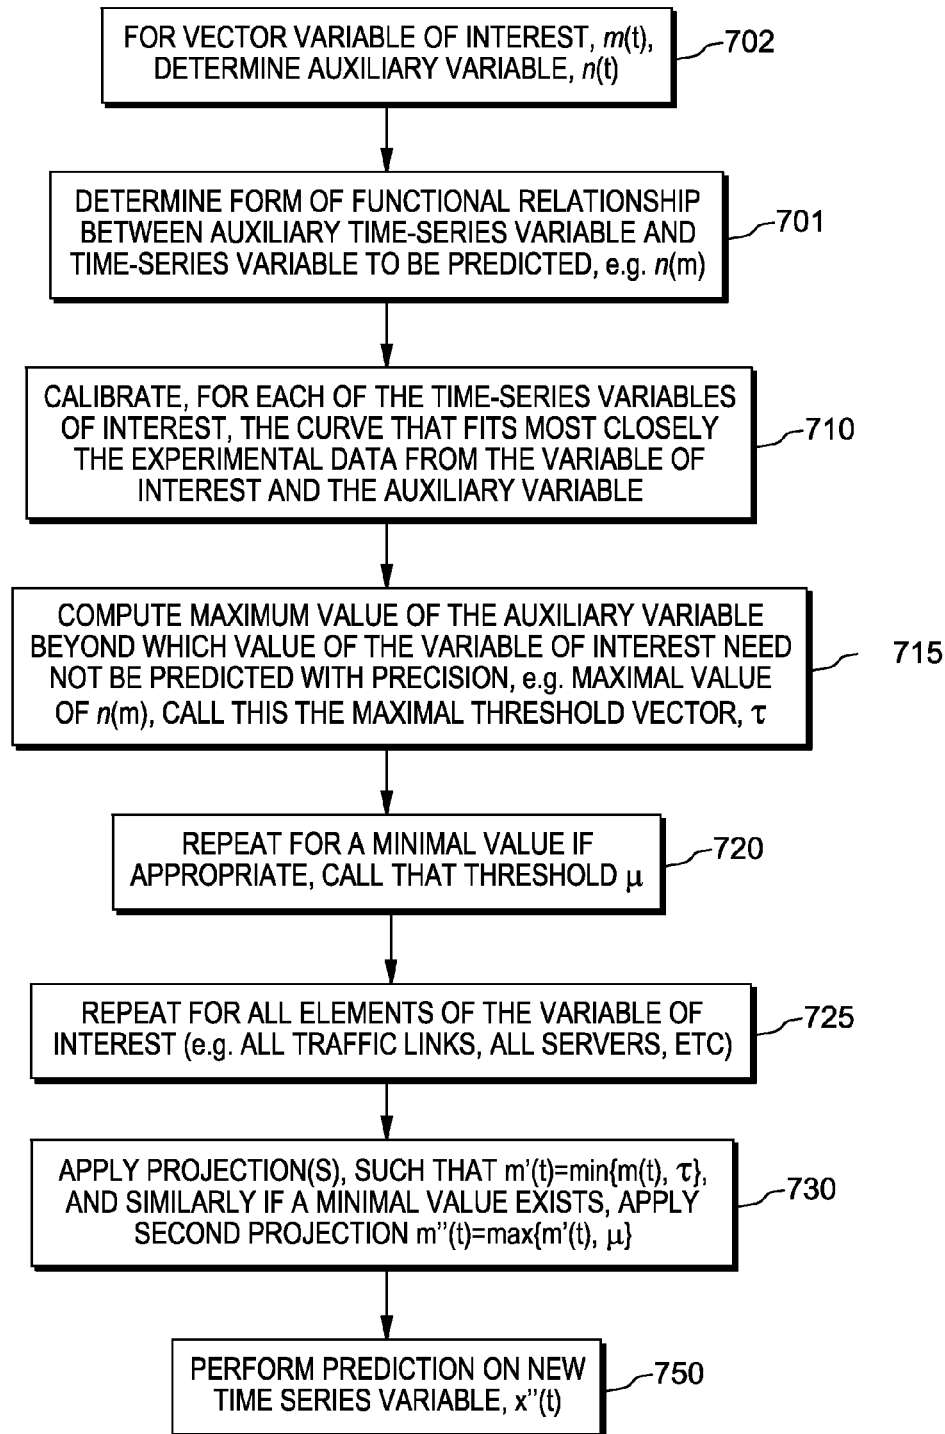 FOR VECTOR VARIABLE OF INTEREST, m(t),
DETERMINE AUXILIARY VARIABLE, n(t)
702
DETERMINE FORM OF FUNCTIONAL RELATIONSHIP
BETWEEN AUXILIARY TIME-SERIES VARIABLE AND
TIME-SERIES VARIABLE TO BE PREDICTED, e.g. n(m)
701
CALIBRATE, FOR EACH OF THE TIME-SERIES VARIABLES
OF INTEREST, THE CURVE THAT FITS MOST CLOSELY
THE EXPERIMENTAL DATA FROM THE VARIABLE OF
INTEREST AND THE AUXILIARY VARIABLE
710
COMPUTE MAXIMUM VALUE OF THE AUXILIARY VARIABLE
BEYOND WHICH VALUE OF THE VARIABLE OF INTEREST NEED
NOT BE PREDICTED WITH PRECISION, e.g. MAXIMAL VALUE
OF n(m), CALL THIS THE MAXIMAL THRESHOLD VECTOR, τ
715
REPEAT FOR A MINIMAL VALUE IF
APPROPRIATE, CALL THAT THRESHOLD μ
720
REPEAT FOR ALL ELEMENTS OF THE VARIABLE OF
INTEREST (e.g. ALL TRAFFIC LINKS, ALL SERVERS, ETC)
725
APPLY PROJECTION(S), SUCH THAT m'(t)=min{m(t), τ},
AND SIMILARLY IF A MINIMAL VALUE EXISTS, APPLY
SECOND PROJECTION m''(t)=max{m'(t), μ}
730
PERFORM PREDICTION ON NEW
TIME SERIES VARIABLE, x''(t)
750